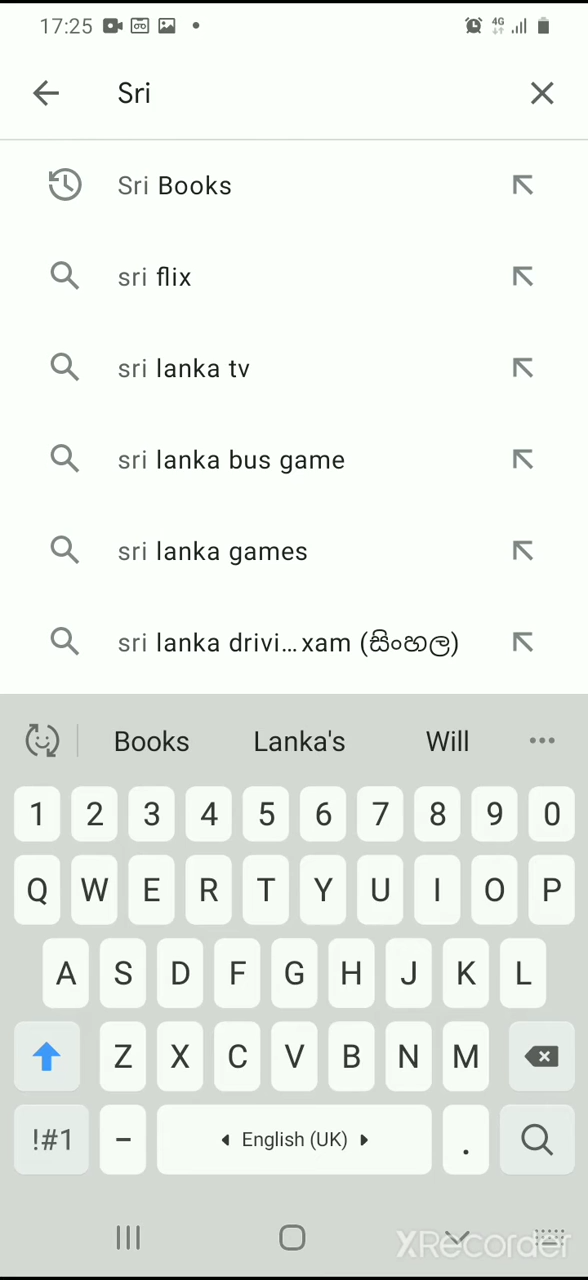 17:25 4G
Sri
Sri Books
sri flix
sri lanka tv
sri lanka bus game
sri lanka games
sri lanka drivi... xam (සිංහල)
Books Lanka's Will
1 2 3 4 5 6 7 8 9 0
Q W E R T Y U I O P
A S D F G H J K L
Z X C V B N M
!#1 – English (UK) .
XRecorder